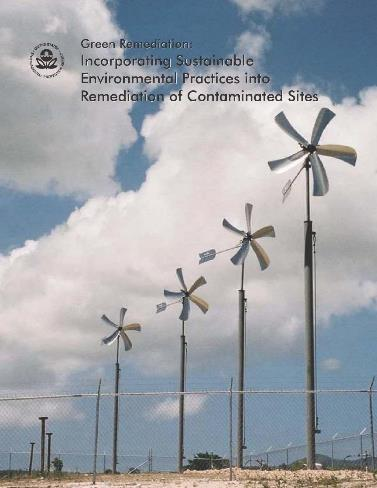 Green Remediation:
Incorporating Sustainable
Environmental Practices into
Remediation of Contaminated Sites